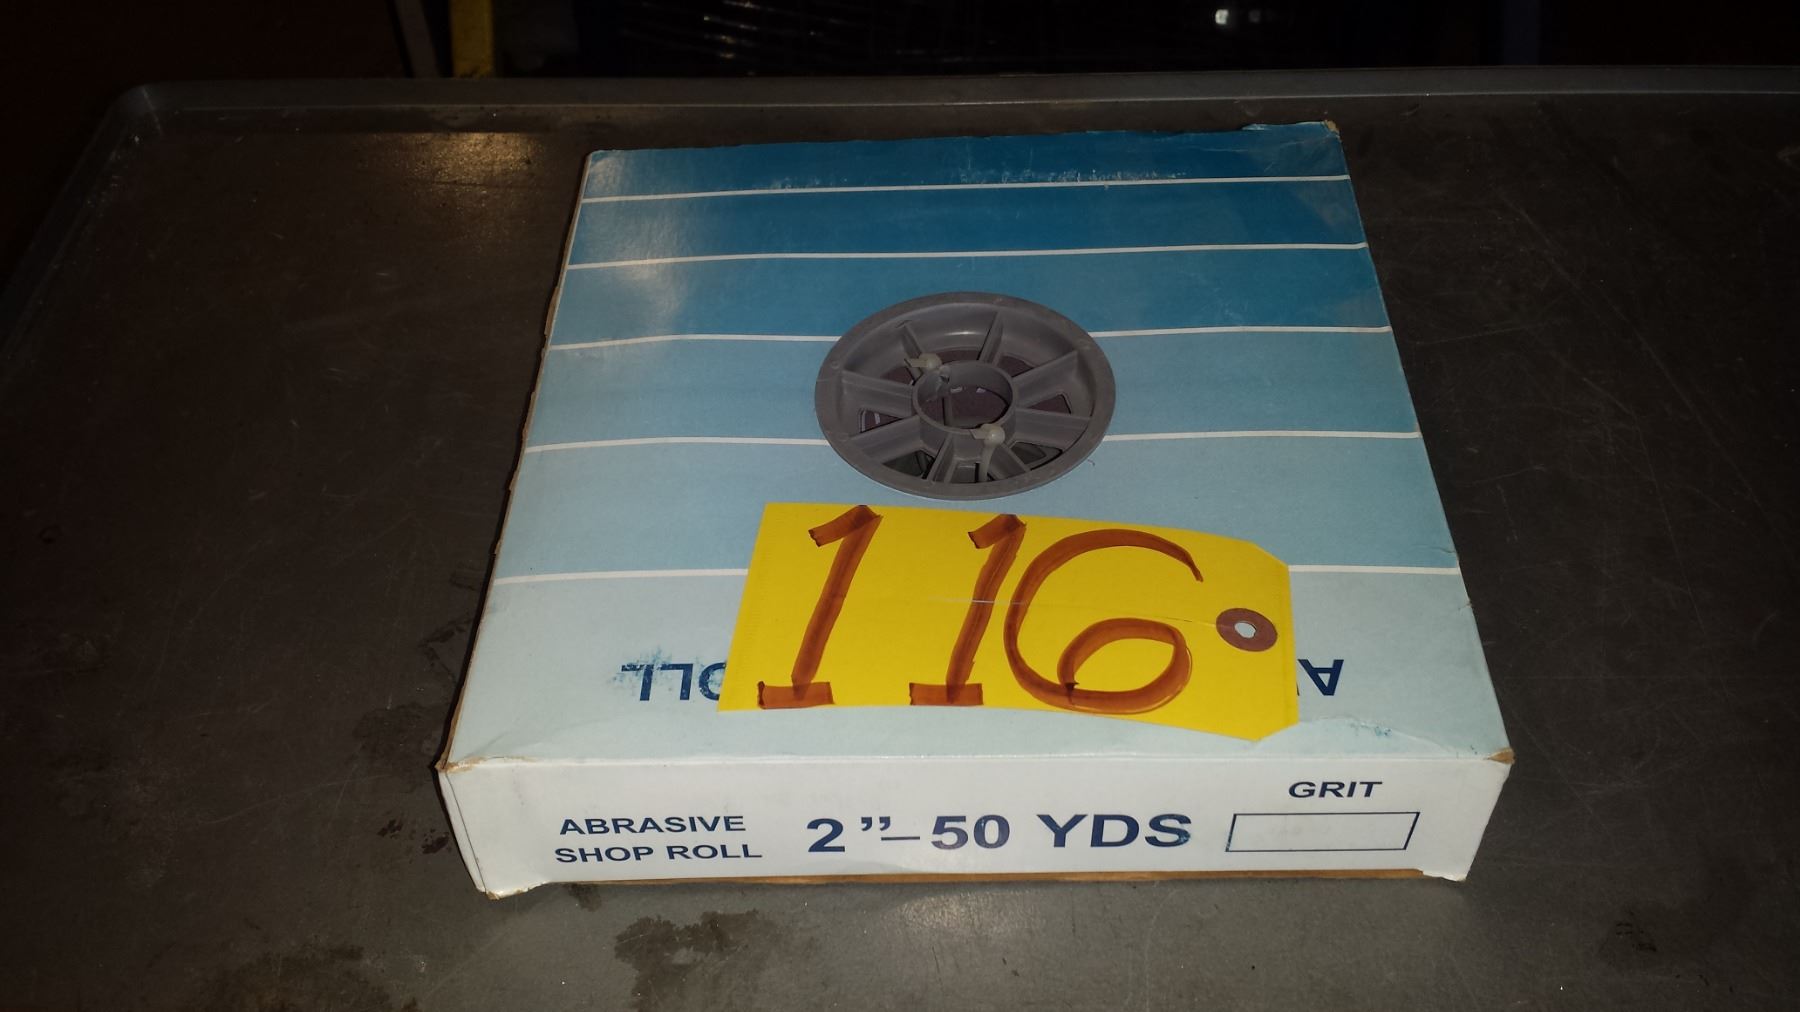 116
ABRASIVE
SHOP ROLL
2”–50 YDS
GRIT